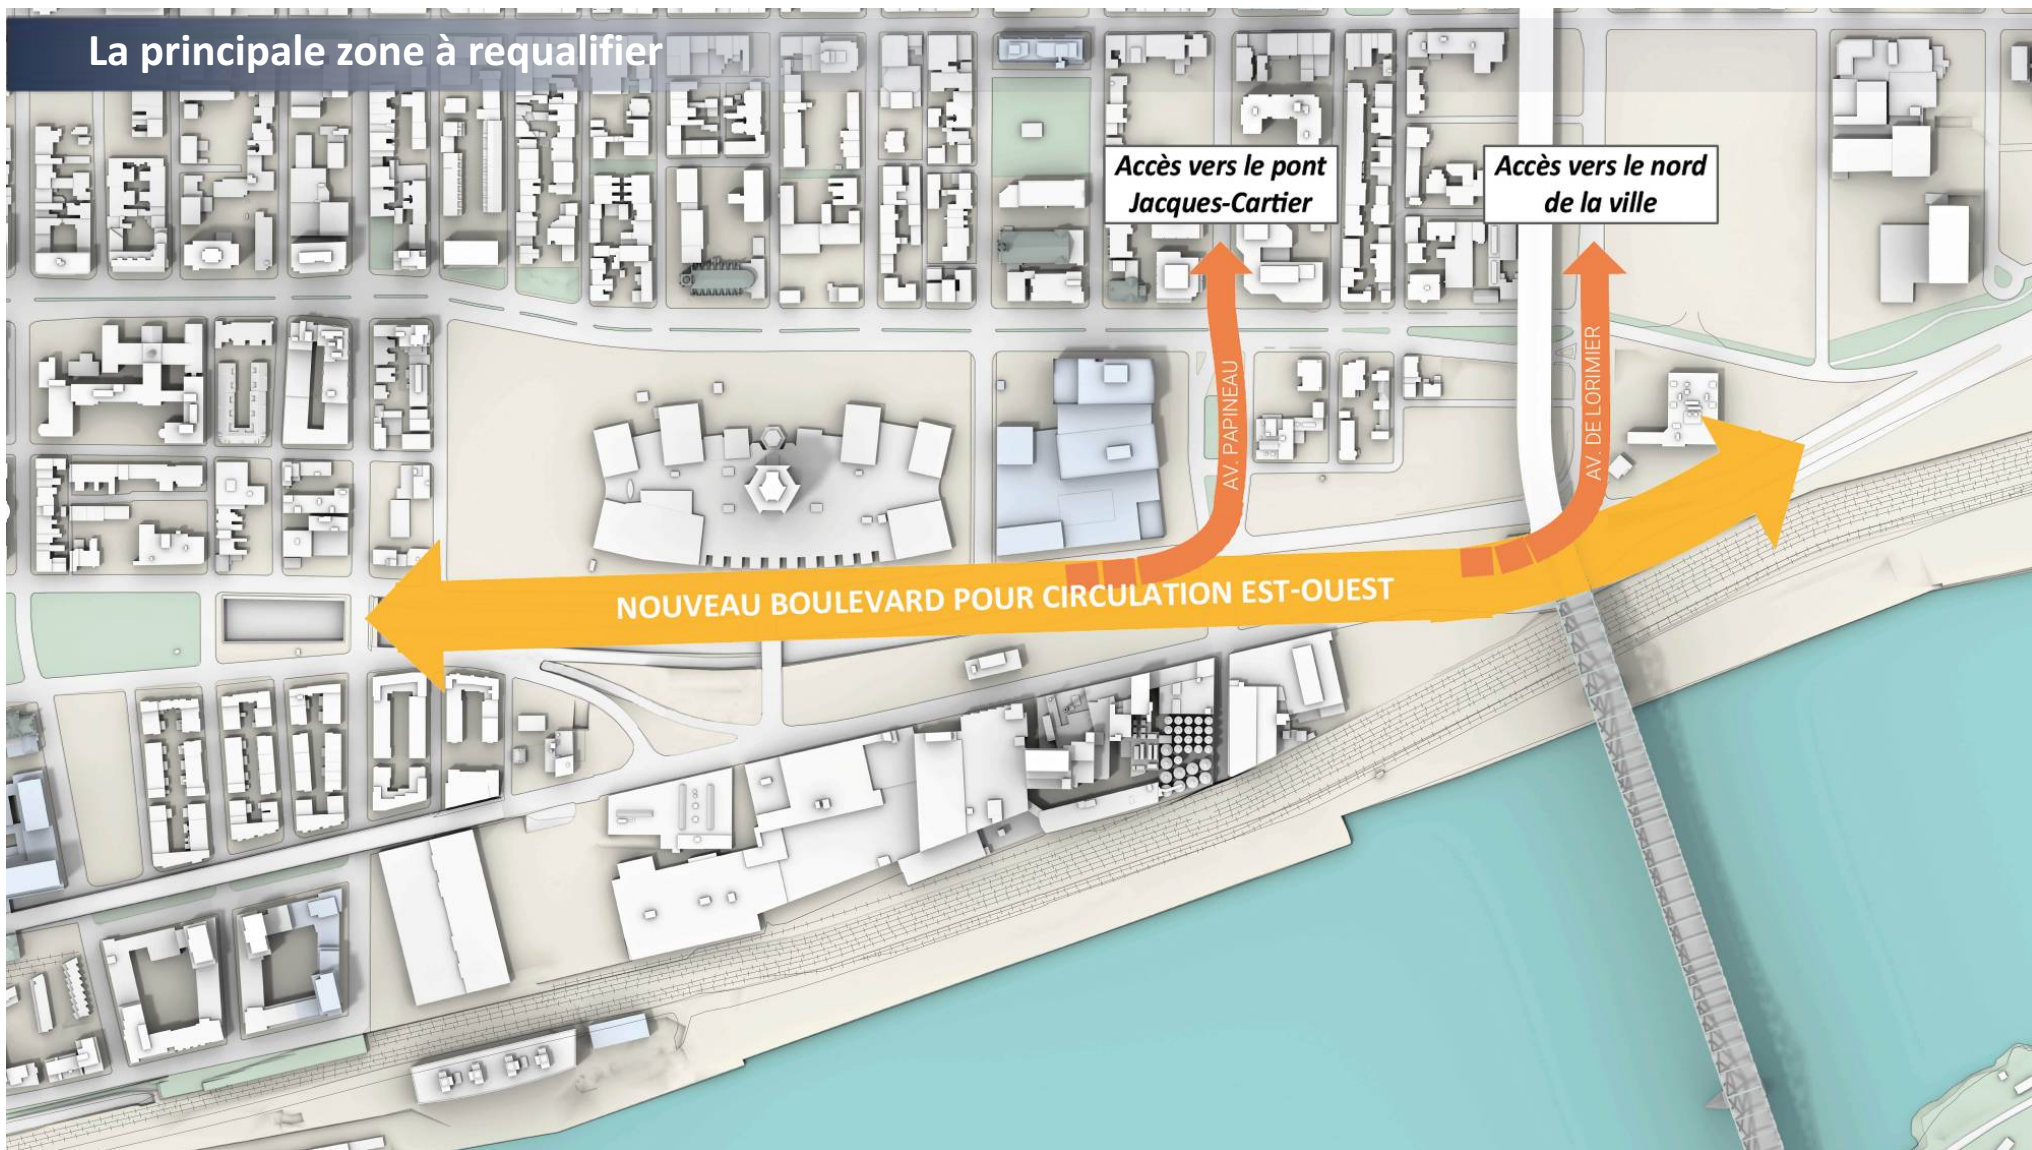 La principale zone à requalifier
Accès vers le pont
Jacques-Cartier
Accès vers le nord
de la ville
AV. PAPINEAU
AV. DE LORIMIER
NOUVEAU BOULEVARD POUR CIRCULATION EST-OUEST